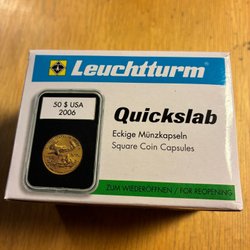 Leuchtturm
50 $ USA
2006
Quickslab
Eckige Münzkapseln
Square Coin Capsules
ZUM WIEDERÖFFNEN / FOR REOPENING